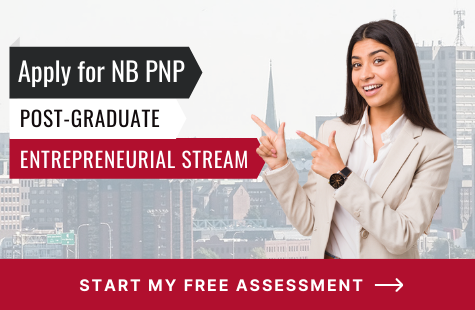 Apply for NB PNP
POST-GRADUATE
ENTREPRENEURIAL STREAM
START MY FREE ASSESSMENT